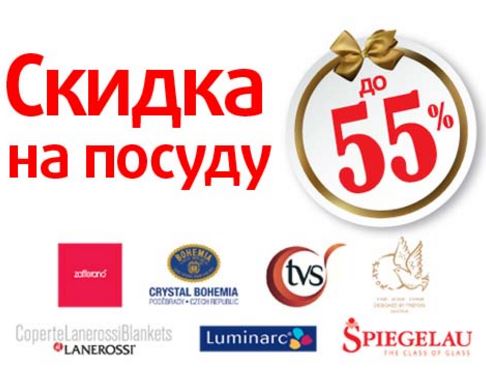 Скидка
на посуду
до
55%
zafferano
BOHEMIA
CRYSTAL BOHEMIA
PODĚBRADY • CZECH REPUBLIC
tvs
CoperteLanerossiBlankets
LANEROSSI
Luminarc
SPIEGELAU
THE CLASS OF GLASS